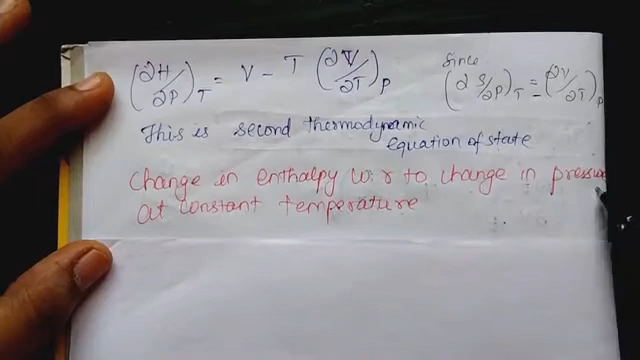 (∂H/∂P)_T = V - T (∂V/∂T)_P
Since
(∂S/∂P)_T = -(∂V/∂T)_P
This is second thermodynamic
equation of state
Change in enthalpy w.r to change in pressure
at constant temperature